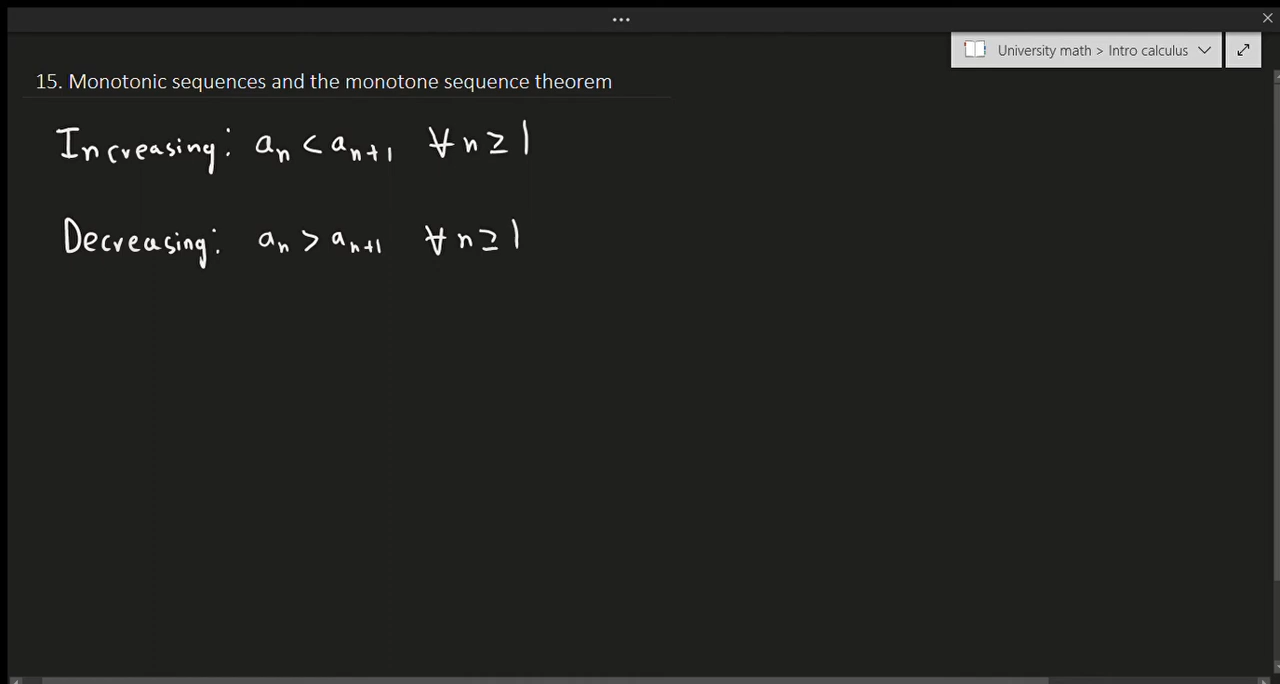 ...
University math > Intro calculus
15. Monotonic sequences and the monotone sequence theorem
Increasing: aₙ < aₙ₊₁ ∀ n ≥ 1
Decreasing: aₙ > aₙ₊₁ ∀ n ≥ 1